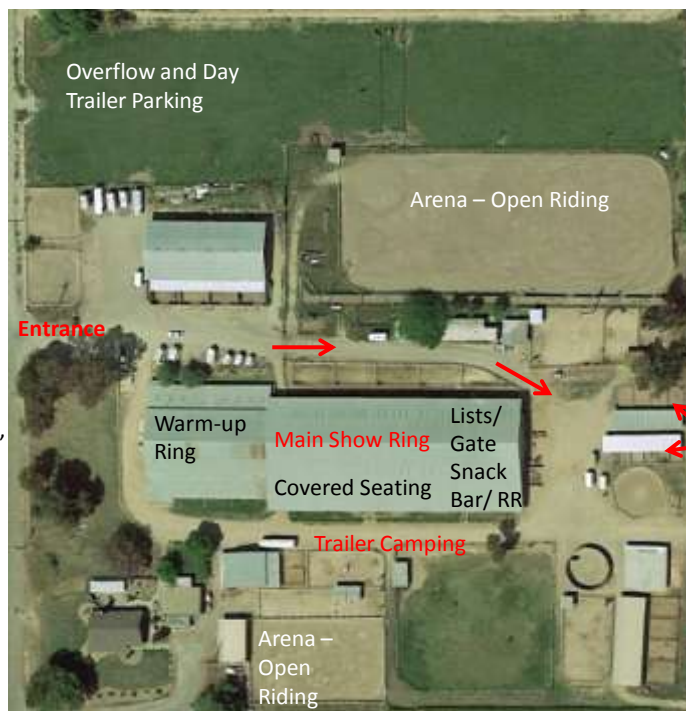 Overflow and Day
Trailer Parking
Arena – Open Riding
Entrance
,
Warm-up
Ring
Main Show Ring
Covered Seating
Lists/
Gate
Snack
Bar/ RR
Trailer Camping
Arena –
Open
Riding